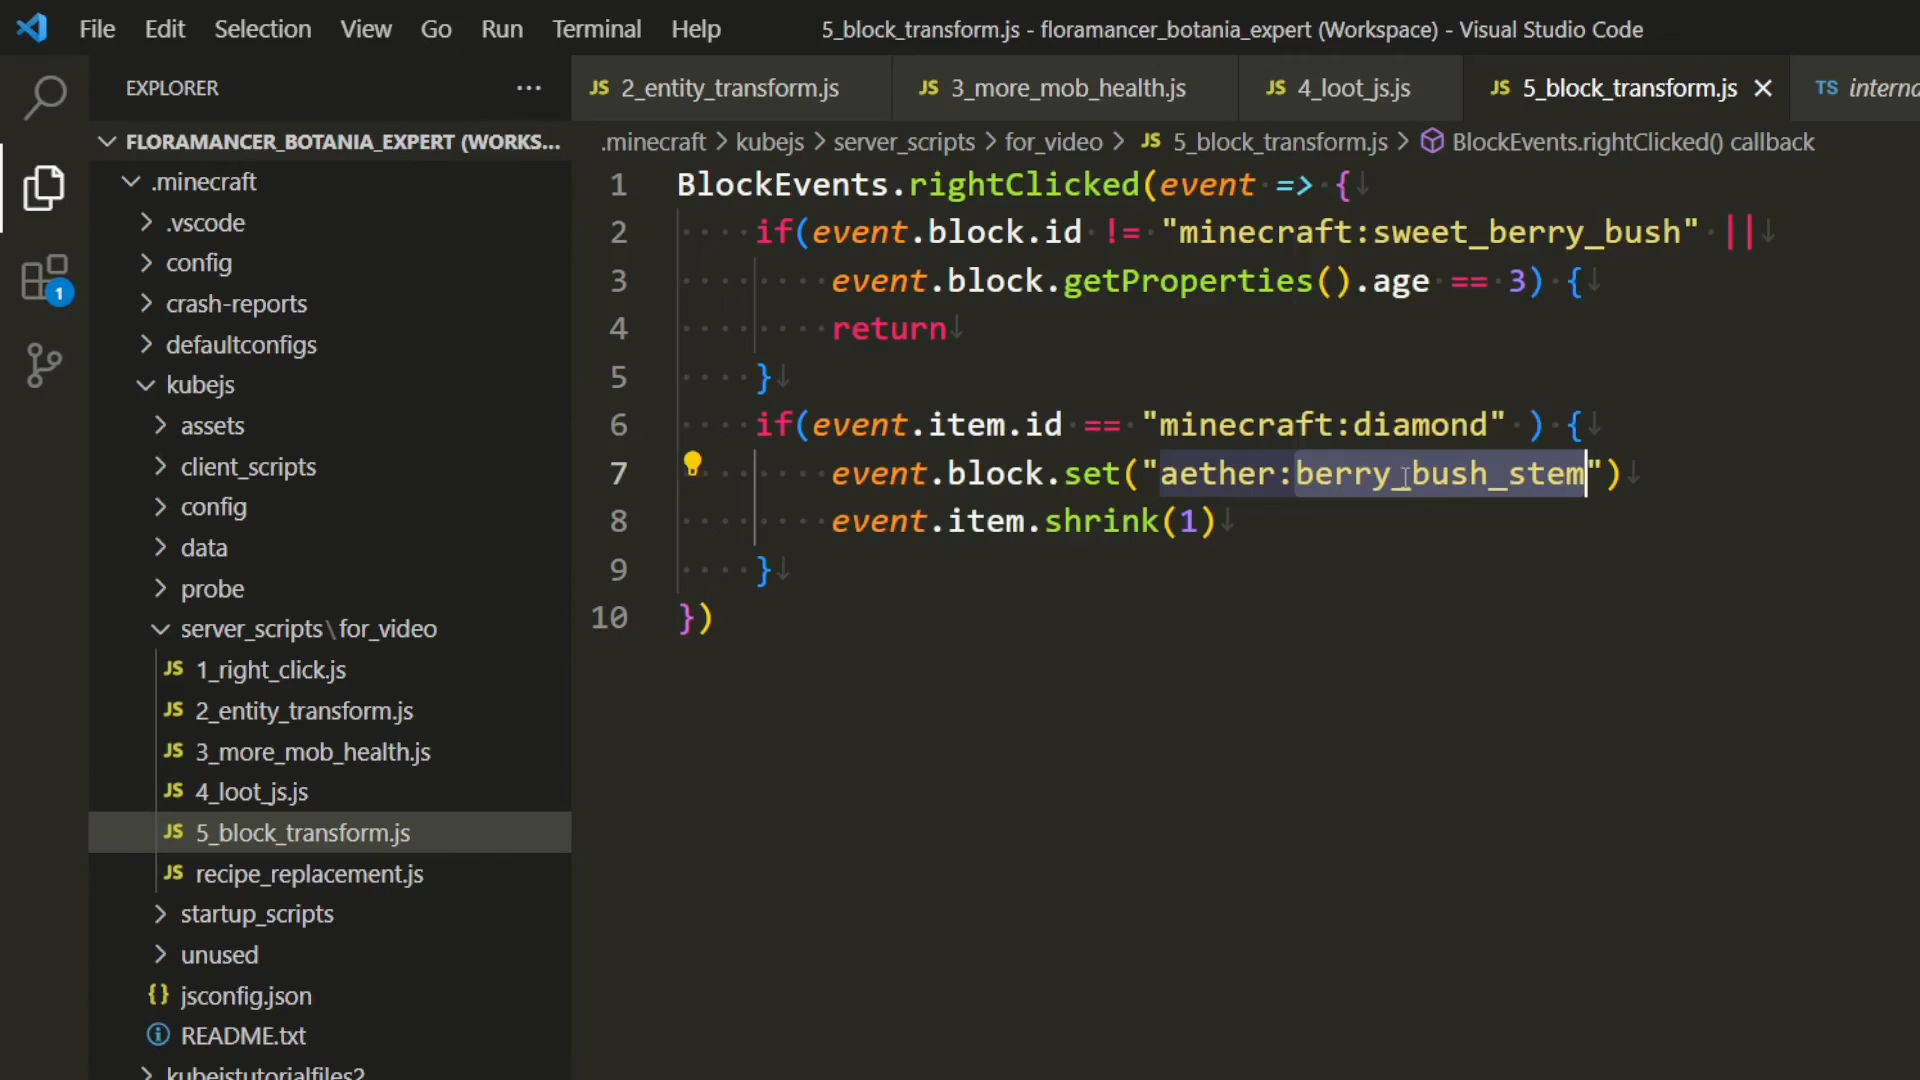 File Edit Selection View Go Run Terminal Help
5_block_transform.js - floramancer_botania_expert (Workspace) - Visual Studio Code
EXPLORER ...
JS 2_entity_transform.js JS 3_more_mob_health.js JS 4_loot_js.js JS 5_block_transform.js TS interna
FLORAMANCER_BOTANIA_EXPERT (WORKS...
.minecraft > kubejs > server_scripts > for_video > JS 5_block_transform.js > BlockEvents.rightClicked() callback
.minecraft
.vscode
config
crash-reports
defaultconfigs
kubejs
assets
client_scripts
config
data
probe
server_scripts\for_video
JS 1_right_click.js
JS 2_entity_transform.js
JS 3_more_mob_health.js
JS 4_loot_js.js
JS 5_block_transform.js
JS recipe_replacement.js
startup_scripts
unused
{} jsconfig.json
README.txt
kubejstutorialfiles2
1
1 BlockEvents.rightClicked(event => {
2 if(event.block.id != "minecraft:sweet_berry_bush" ||
3 event.block.getProperties().age == 3) {
4 return
5 }
6 if(event.item.id == "minecraft:diamond" ) {
7 event.block.set("aether:berry_bush_stem")
8 event.item.shrink(1)
9 }
10 })